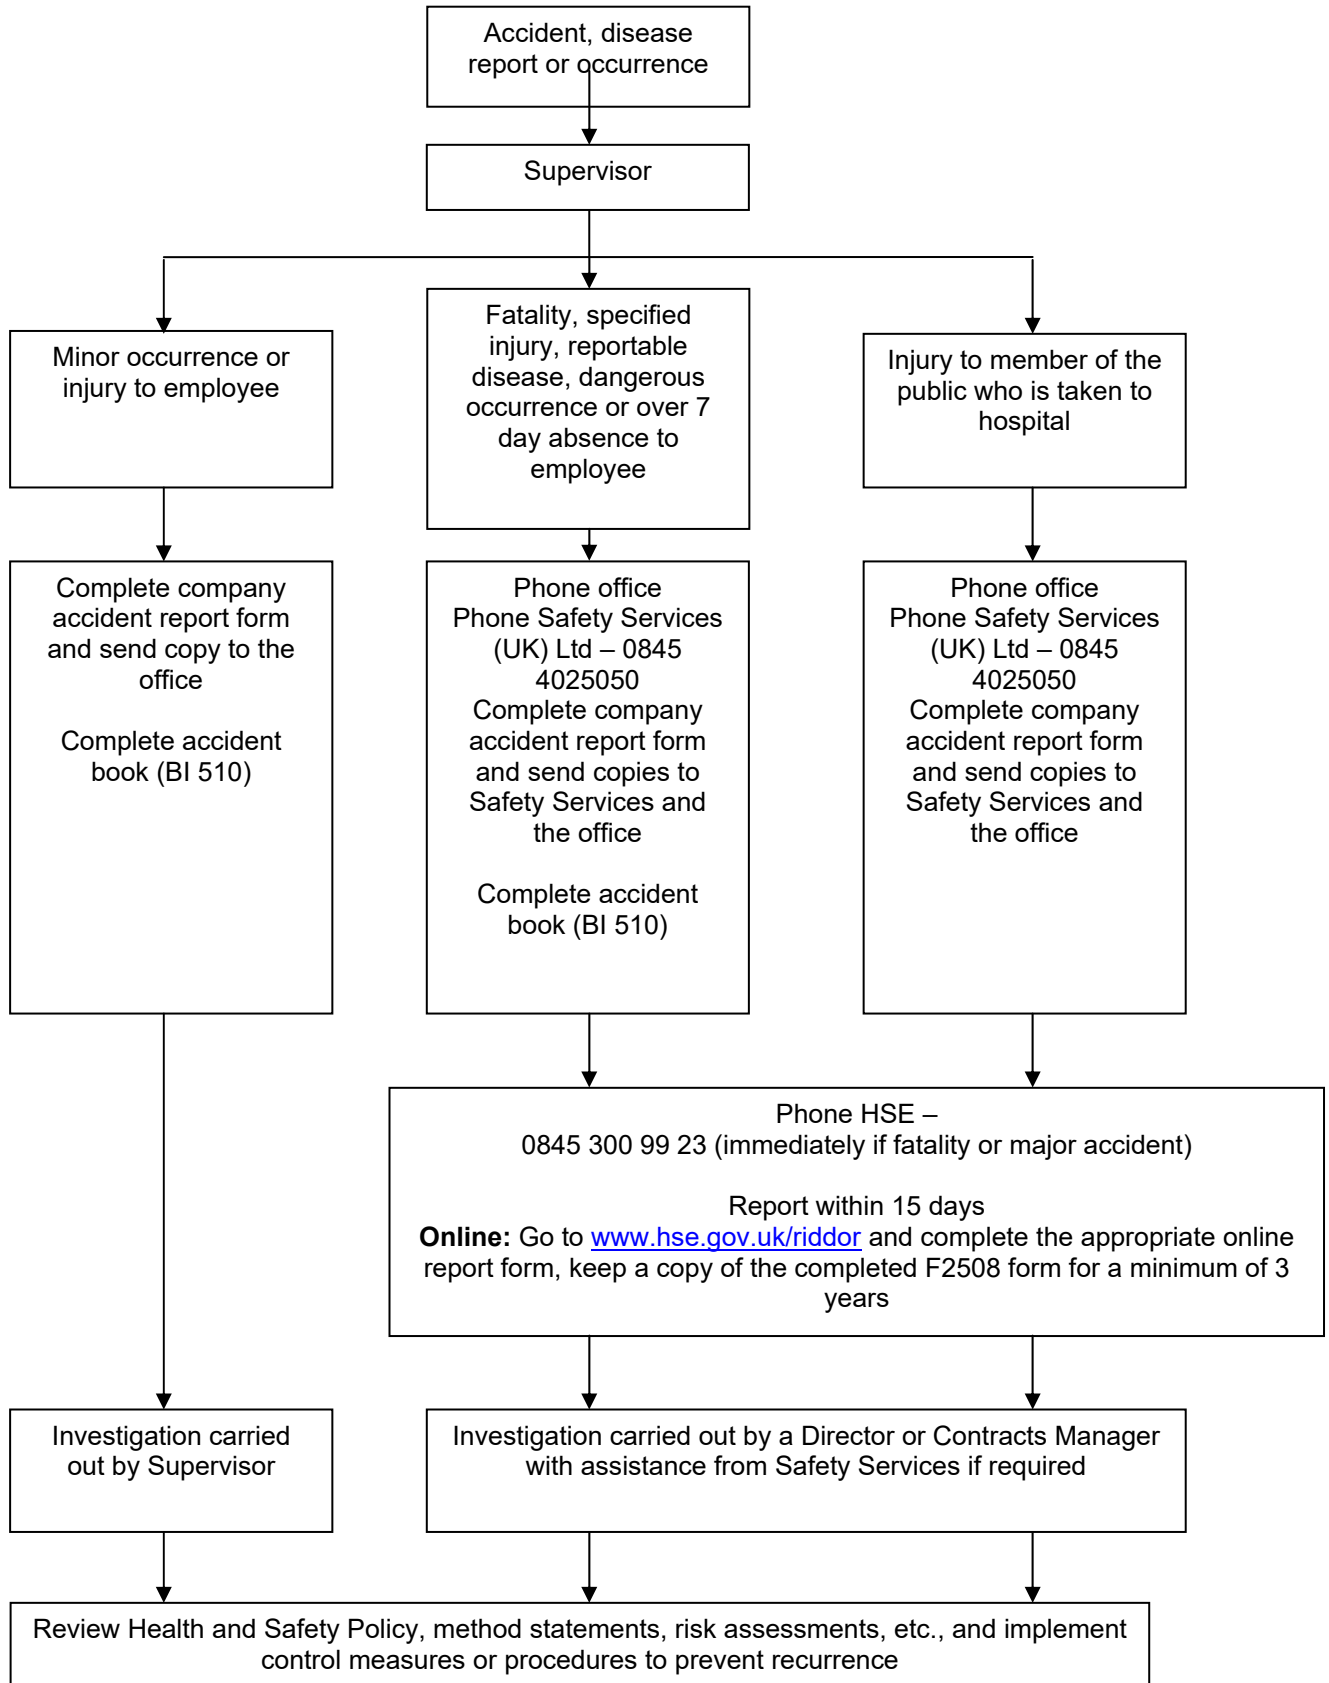 Accident, disease
report or occurrence
Supervisor
Minor occurrence or
injury to employee
Fatality, specified
injury, reportable
disease, dangerous
occurrence or over 7
day absence to
employee
Injury to member of the
public who is taken to
hospital
Complete company
accident report form
and send copy to the
office
Complete accident
book (BI 510)
Phone office
Phone Safety Services
(UK) Ltd – 0845
4025050
Complete company
accident report form
and send copies to
Safety Services and
the office
Complete accident
book (BI 510)
Phone office
Phone Safety Services
(UK) Ltd – 0845
4025050
Complete company
accident report form
and send copies to
Safety Services and
the office
Phone HSE –
0845 300 99 23 (immediately if fatality or major accident)
Report within 15 days
Online: Go to www.hse.gov.uk/riddor and complete the appropriate online
report form, keep a copy of the completed F2508 form for a minimum of 3
years
Investigation carried
out by Supervisor
Investigation carried out by a Director or Contracts Manager
with assistance from Safety Services if required
Review Health and Safety Policy, method statements, risk assessments, etc., and implement
control measures or procedures to prevent recurrence